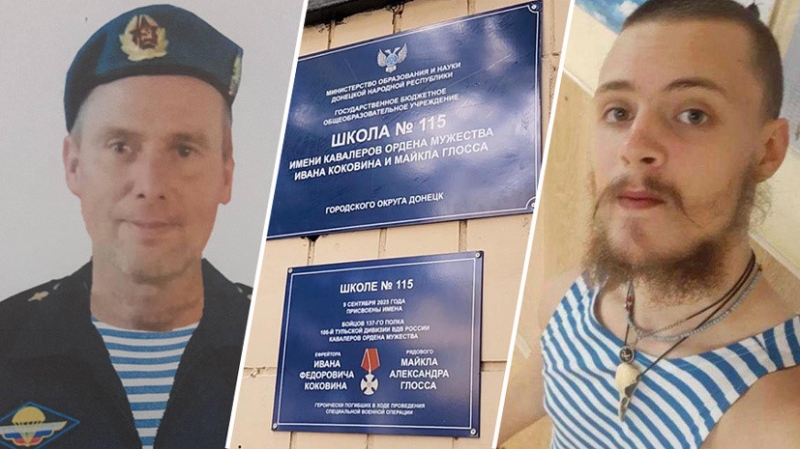 МИНИСТЕРСТВО ОБРАЗОВАНИЯ И НАУКИ
ДОНЕЦКОЙ НАРОДНОЙ РЕСПУБЛИКИ
ГОСУДАРСТВЕННОЕ БЮДЖЕТНОЕ
ОБЩЕОБРАЗОВАТЕЛЬНОЕ УЧРЕЖДЕНИЕ
ШКОЛА № 115
ИМЕНИ КАВАЛЕРОВ ОРДЕНА МУЖЕСТВА
ИВАНА КОКОВИНА И МАЙКЛА ГЛОССА
ГОРОДСКОГО ОКРУГА ДОНЕЦК
ШКОЛЕ № 115
9 СЕНТЯБРЯ 2025 ГОДА
ПРИСВОЕНЫ ИМЕНА
БОЙЦОВ 137-ГО ПОЛКА
106-Й ТУЛЬСКОЙ ДИВИЗИИ ВДВ РОССИИ
КАВАЛЕРОВ ОРДЕНА МУЖЕСТВА
ЕФРЕЙТОРА
ИВАНА
ФЕДОРОВИЧА
КОКОВИНА
РЯДОВОГО
МАЙКЛА
АЛЕКСАНДРА
ГЛОССА
ГЕРОИЧЕСКИ ПОГИБШИХ В ХОДЕ ПРОВЕДЕНИЯ
СПЕЦИАЛЬНОЙ ВОЕННОЙ ОПЕРАЦИИ